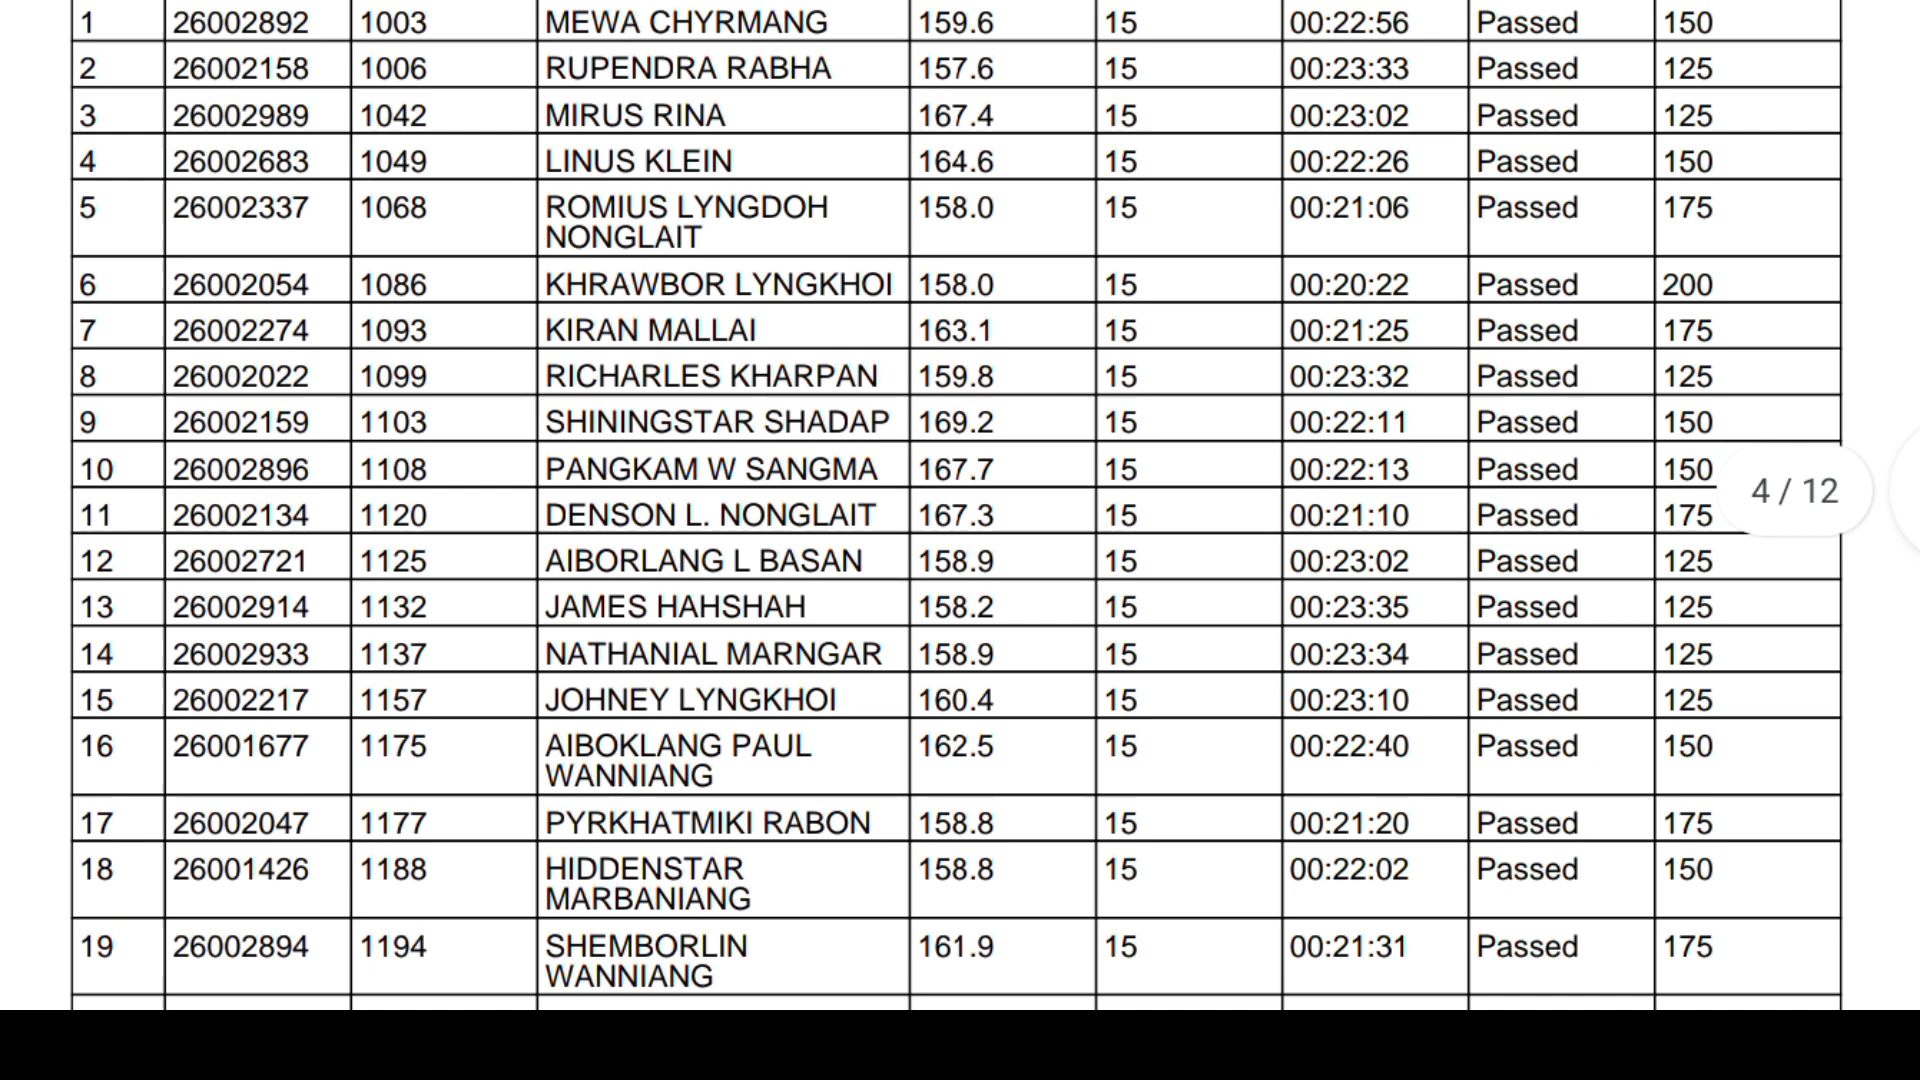 1 26002892 1003 MEWA CHYRMANG 159.6 15 00:22:56 Passed 150
2 26002158 1006 RUPENDRA RABHA 157.6 15 00:23:33 Passed 125
3 26002989 1042 MIRUS RINA 167.4 15 00:23:02 Passed 125
4 26002683 1049 LINUS KLEIN 164.6 15 00:22:26 Passed 150
5 26002337 1068 ROMIUS LYNGDOH 158.0 15 00:21:06 Passed 175
NONGLAIT
6 26002054 1086 KHRAWBOR LYNGKHOI 158.0 15 00:20:22 Passed 200
7 26002274 1093 KIRAN MALLAI 163.1 15 00:21:25 Passed 175
8 26002022 1099 RICHARLES KHARPAN 159.8 15 00:23:32 Passed 125
9 26002159 1103 SHININGSTAR SHADAP 169.2 15 00:22:11 Passed 150
10 26002896 1108 PANGKAM W SANGMA 167.7 15 00:22:13 Passed 150
4 / 12
11 26002134 1120 DENSON L. NONGLAIT 167.3 15 00:21:10 Passed 175
12 26002721 1125 AIBORLANG L BASAN 158.9 15 00:23:02 Passed 125
13 26002914 1132 JAMES HAHSHAH 158.2 15 00:23:35 Passed 125
14 26002933 1137 NATHANIAL MARNGAR 158.9 15 00:23:34 Passed 125
15 26002217 1157 JOHNEY LYNGKHOI 160.4 15 00:23:10 Passed 125
16 26001677 1175 AIBOKLANG PAUL 162.5 15 00:22:40 Passed 150
WANNIANG
17 26002047 1177 PYRKHATMIKI RABON 158.8 15 00:21:20 Passed 175
18 26001426 1188 HIDDENSTAR 158.8 15 00:22:02 Passed 150
MARBANIANG
19 26002894 1194 SHEMBORLIN 161.9 15 00:21:31 Passed 175
WANNIANG